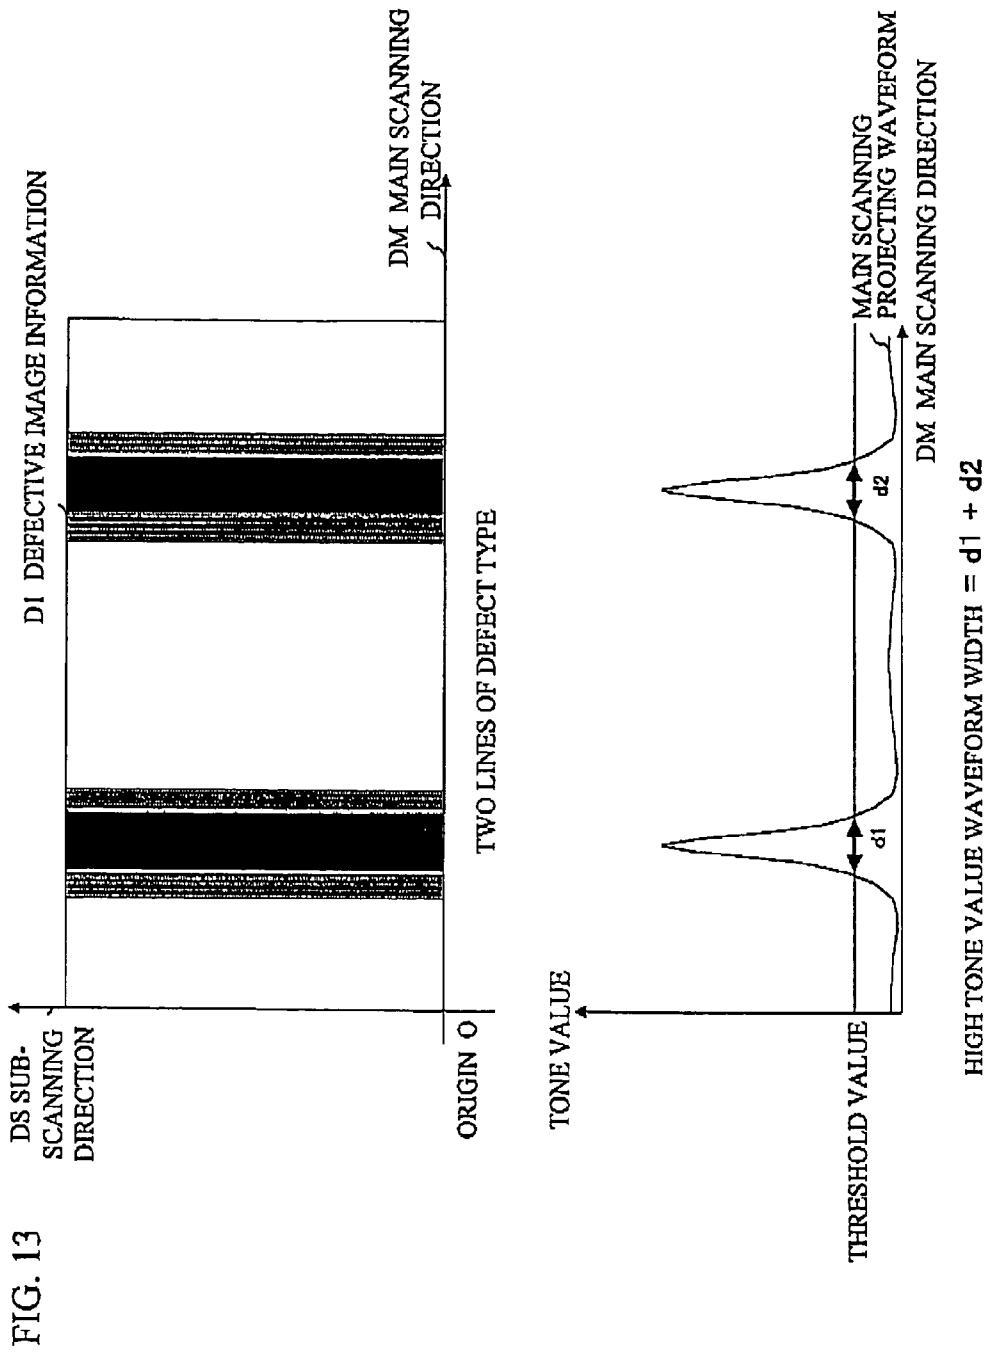 FIG. 13
DS SUB-
SCANNING
DIRECTION
D1 DEFECTIVE IMAGE INFORMATION
DM MAIN SCANNING
DIRECTION
ORIGIN O
TWO LINES OF DEFECT TYPE
TONE VALUE
THRESHOLD VALUE
d1
d2
MAIN SCANNING
PROJECTING WAVEFORM
DM MAIN SCANNING DIRECTION
HIGH TONE VALUE WAVEFORM WIDTH = d1 + d2